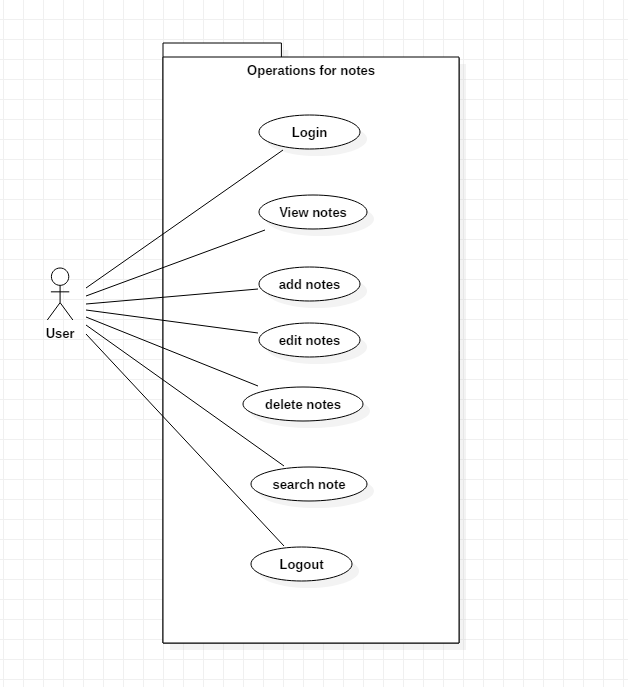 Operations for notes
Login
View notes
add notes
edit notes
User
delete notes
search note
Logout